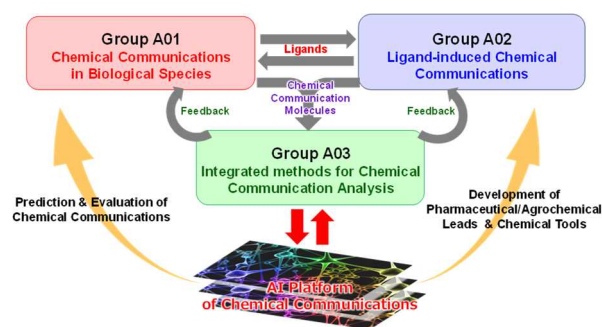 Group A01
Chemical Communications
in Biological Species
Ligands
Group A02
Ligand-induced Chemical
Communications
Chemical
Communication
Molecules
Feedback
Feedback
Group A03
Integrated methods for Chemical
Communication Analysis
Prediction & Evaluation of
Chemical Communications
Development of
Pharmaceutical/Agrochemical
Leads & Chemical Tools
AI Platform
of Chemical Communications